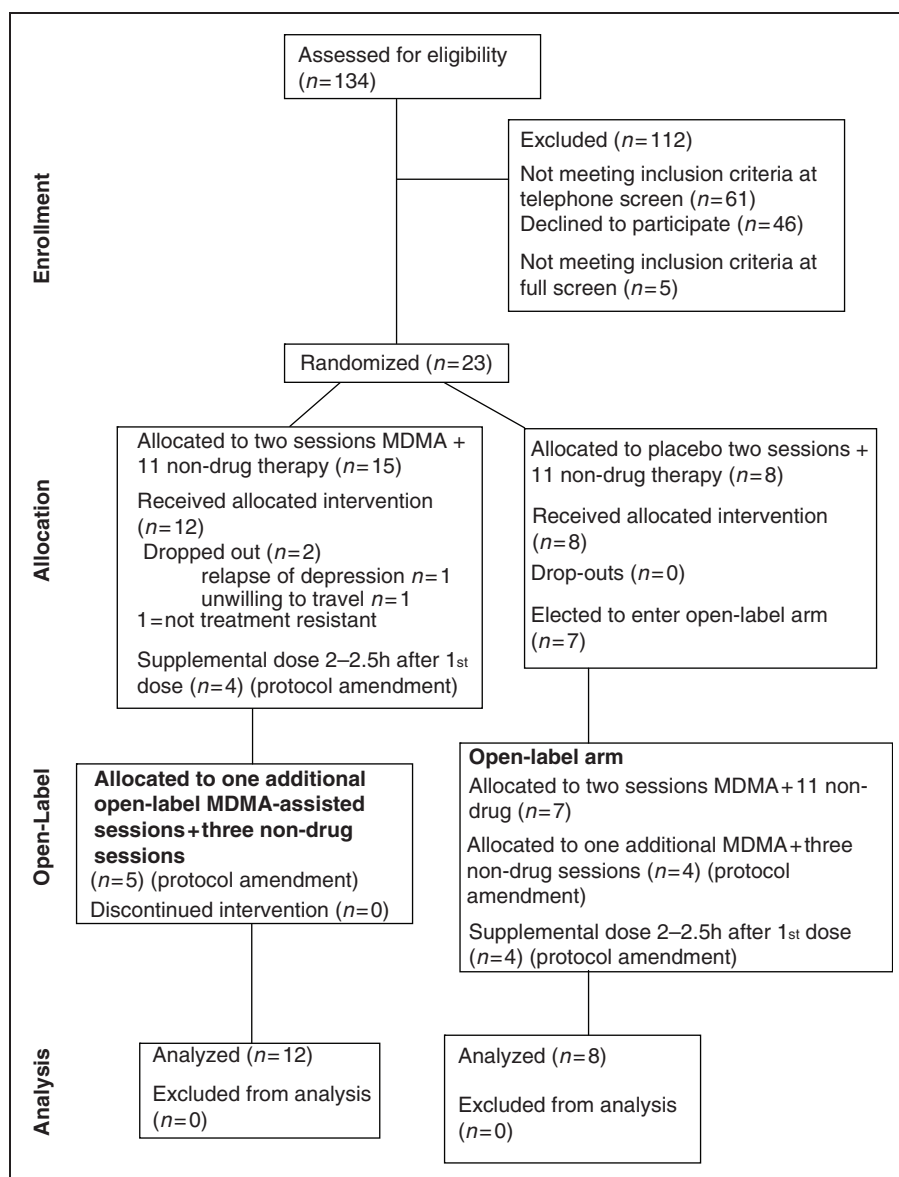 Assessed for eligibility
(n=134)
Enrollment
Excluded (n=112)
Not meeting inclusion criteria at
telephone screen (n=61)
Declined to participate (n=46)
Not meeting inclusion criteria at
full screen (n=5)
Randomized (n=23)
Allocation
Allocated to two sessions MDMA +
11 non-drug therapy (n=15)
Received allocated intervention
(n=12)
Dropped out (n=2)
relapse of depression n=1
unwilling to travel n=1
1=not treatment resistant
Supplemental dose 2–2.5h after 1st
dose (n=4) (protocol amendment)
Allocated to placebo two sessions +
11 non-drug therapy (n=8)
Received allocated intervention
(n=8)
Drop-outs (n=0)
Elected to enter open-label arm
(n=7)
Open-Label
Allocated to one additional
open-label MDMA-assisted
sessions+three non-drug
sessions
(n=5) (protocol amendment)
Discontinued intervention (n=0)
Open-label arm
Allocated to two sessions MDMA+11 non-
drug (n=7)
Allocated to one additional MDMA+three
non-drug sessions (n=4) (protocol
amendment)
Supplemental dose 2–2.5h after 1st dose
(n=4) (protocol amendment)
Analysis
Analyzed (n=12)
Excluded from analysis
(n=0)
Analyzed (n=8)
Excluded from analysis
(n=0)